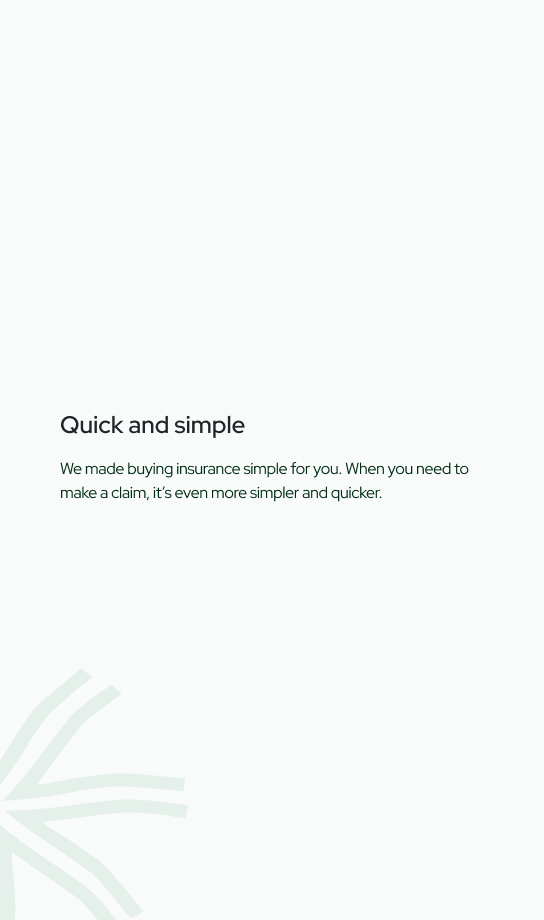 Quick and simple
We made buying insurance simple for you. When you need to
make a claim, it’s even more simpler and quicker.